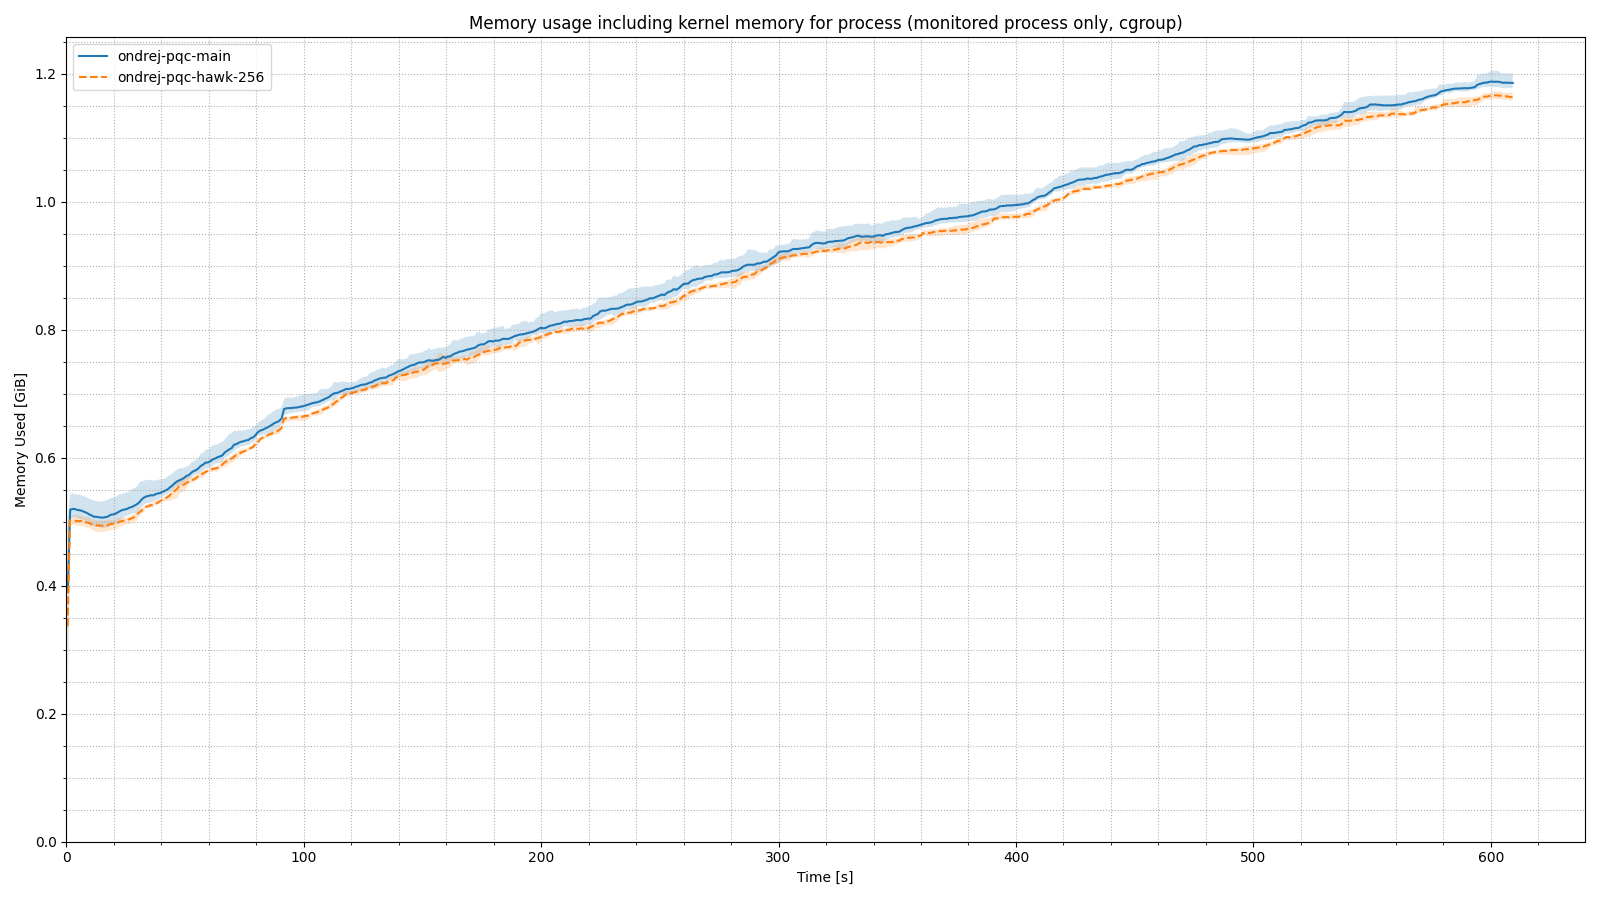 Memory usage including kernel memory for process (monitored process only, cgroup)
ondrej-pqc-main
ondrej-pqc-hawk-256
Memory Used [GiB]
1.2
1.0
0.8
0.6
0.4
0.2
0.0
0 100 200 300 400 500 600
Time [s]